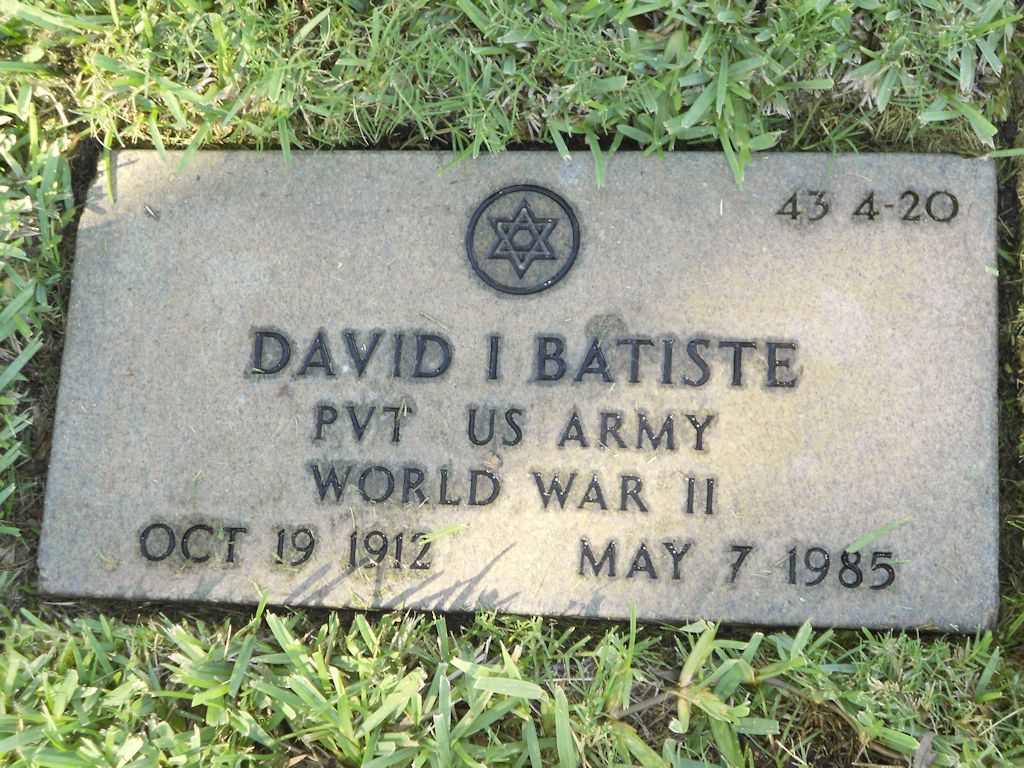 43 4-20
DAVID I BATISTE
PVT US ARMY
WORLD WAR II
OCT 19 1912 MAY 7 1985